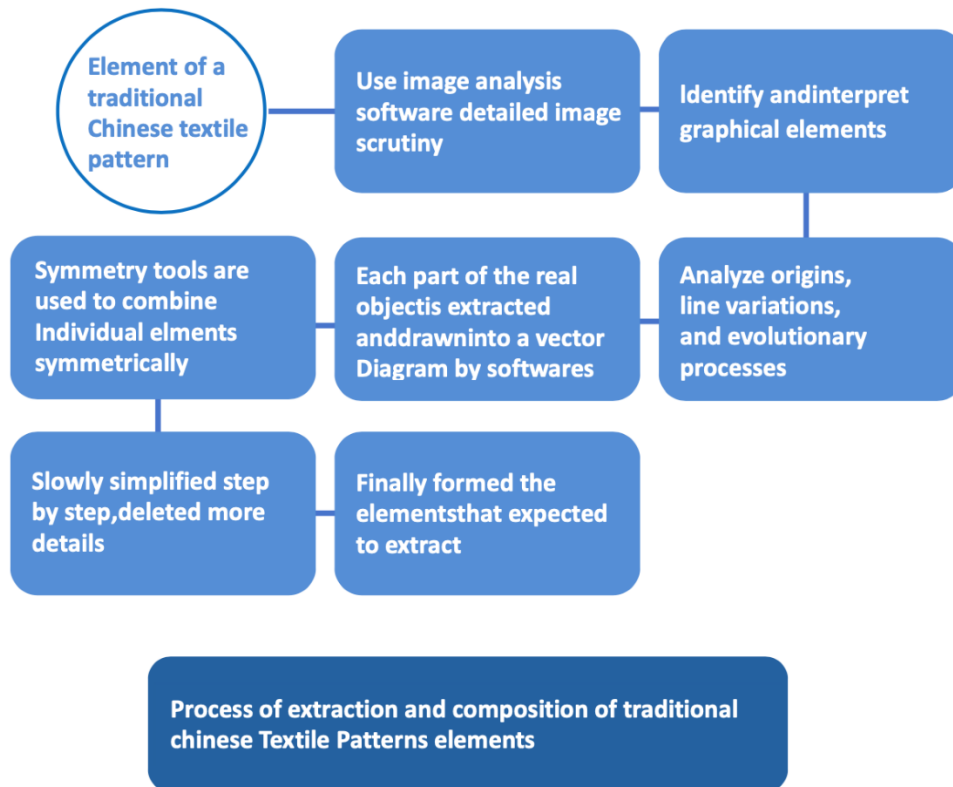 Element of a
traditional
Chinese textile
pattern
Use image analysis
software detailed image
scrutiny
Identify andinterpret
graphical elements
Analyze origins,
line variations,
and evolutionary
processes
Each part of the real
objectis extracted
anddrawninto a vector
Diagram by softwares
Symmetry tools are
used to combine
Individual elments
symmetrically
Slowly simplified step
by step,deleted more
details
Finally formed the
elementsthat expected
to extract
Process of extraction and composition of traditional
chinese Textile Patterns elements